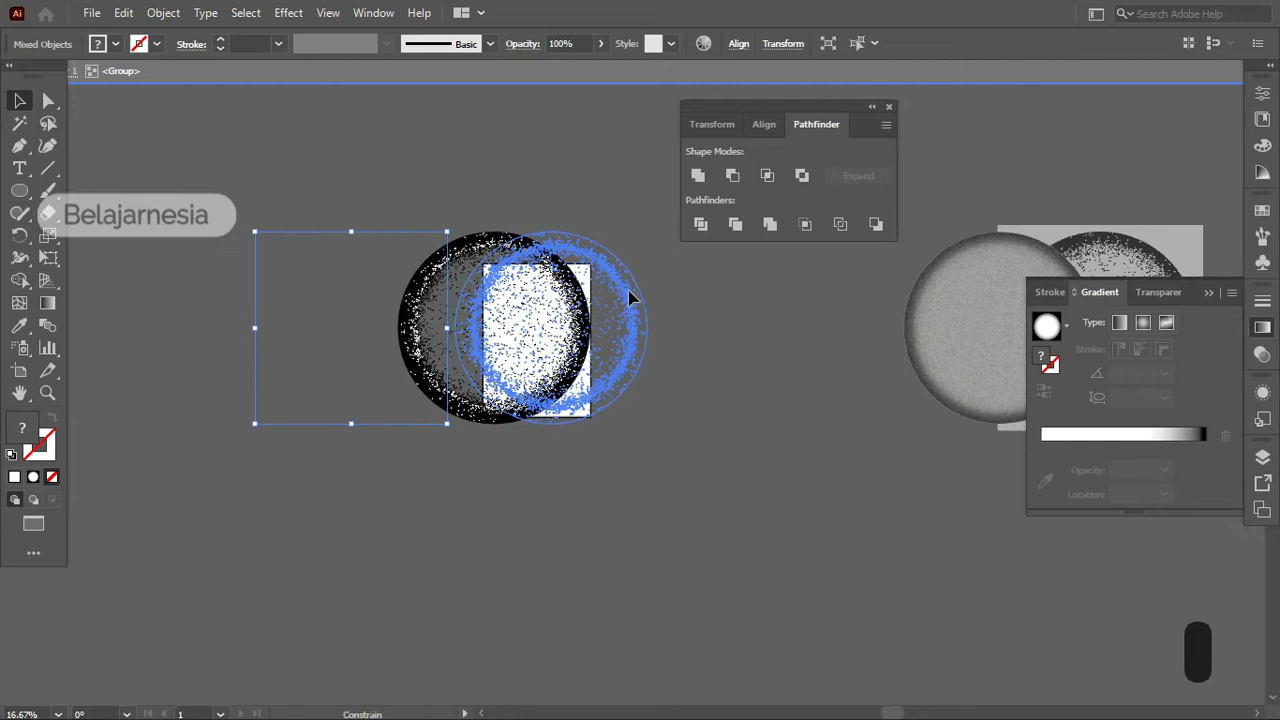 Ai File Edit Object Type Select Effect View Window Help Search Adobe Help
Mixed Objects ? Stroke: Basic Opacity: 100% Style: Align Transform
1 <Group>
Transform Align Pathfinder
Shape Modes:
Expand
Pathfinders:
Belajarnesia
Stroke Gradient Transparer
Type:
Stroke:
?
Opacity:
Location:
?
16.67% 0° 1 Constrain